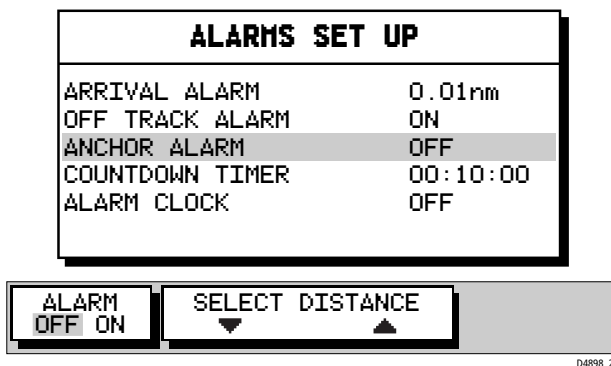 ALARMS SET UP
ARRIVAL ALARM 0.01nm
OFF TRACK ALARM ON
ANCHOR ALARM OFF
COUNTDOWN TIMER 00:10:00
ALARM CLOCK OFF
ALARM
OFF ON
SELECT DISTANCE
D4898_2